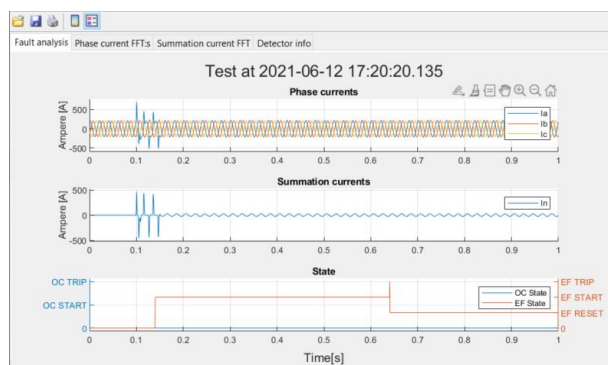 Fault analysis Phase current FFT:s Summation current FFT Detector info
Test at 2021-06-12 17:20:20.135
Phase currents
Ampere [A]
500
0
-500
Ia
Ib
Ic
0 0.1 0.2 0.3 0.4 0.5 0.6 0.7 0.8 0.9 1
Summation currents
Ampere [A]
500
0
-500
In
0 0.1 0.2 0.3 0.4 0.5 0.6 0.7 0.8 0.9 1
State
OC TRIP
OC START
0
OC State
EF State
EF TRIP
EF START
EF RESET
0
0 0.1 0.2 0.3 0.4 0.5 0.6 0.7 0.8 0.9 1
Time[s]